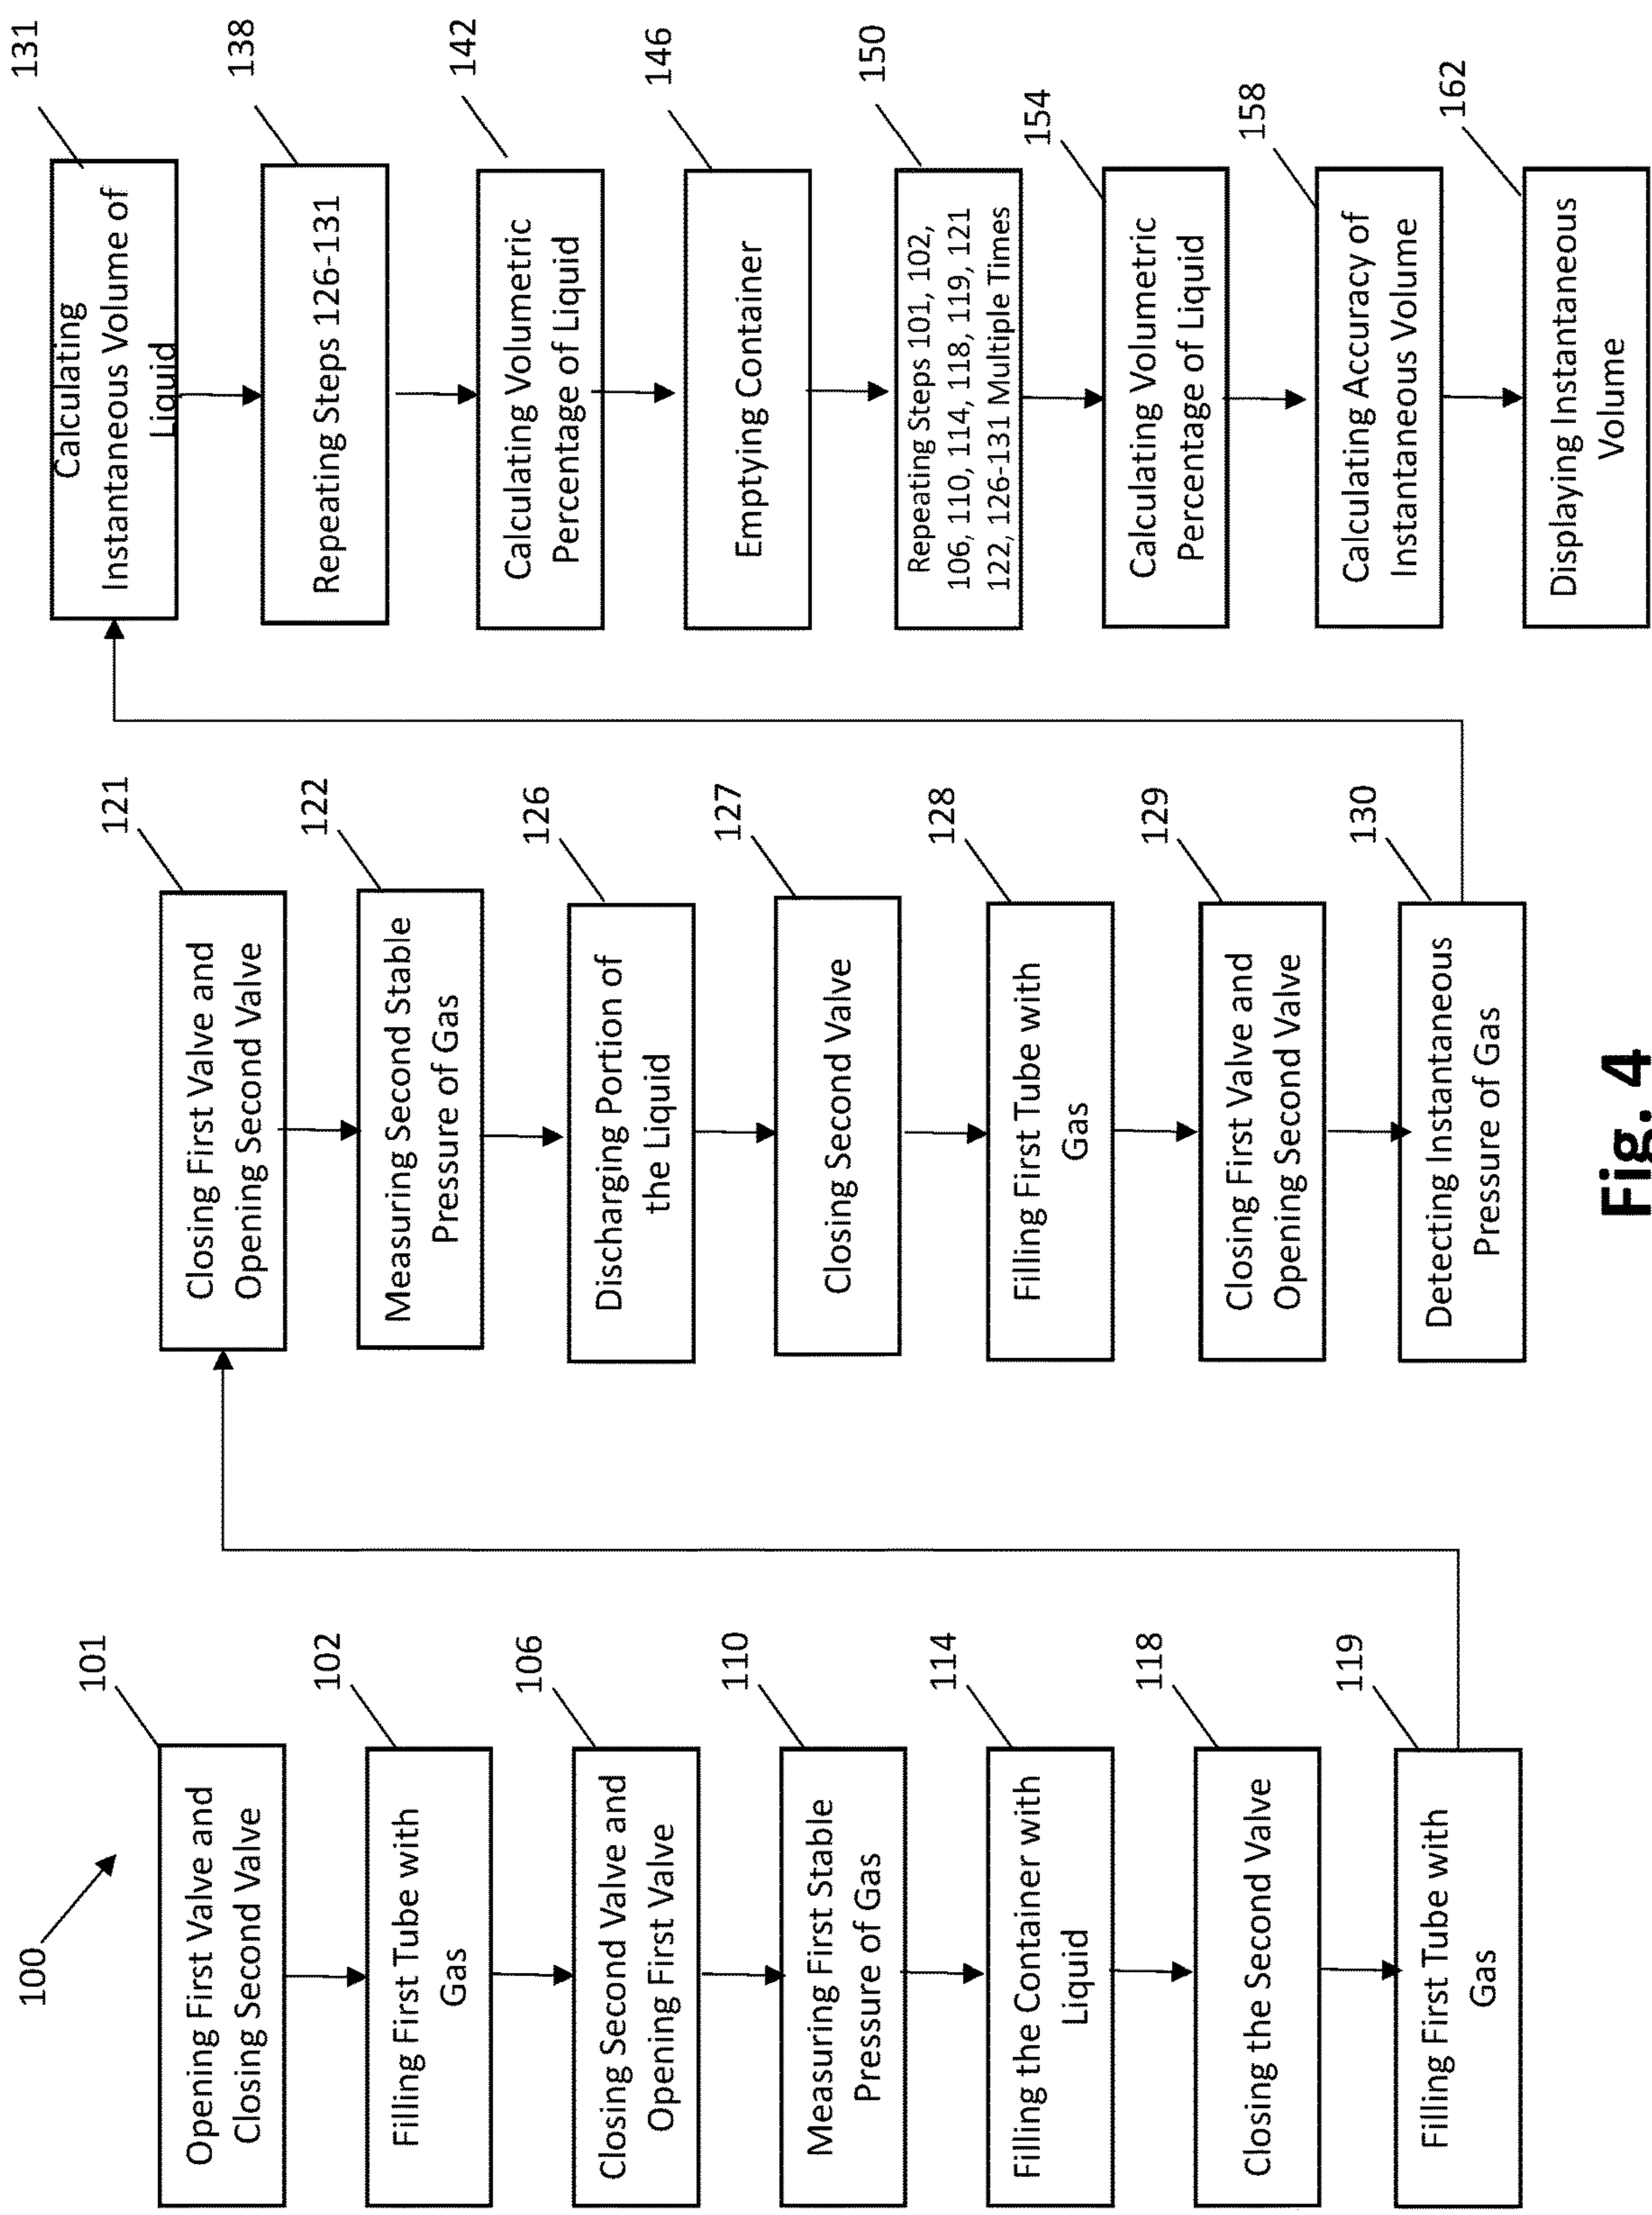 100
101
Opening First Valve and
Closing Second Valve
102
Filling First Tube with
Gas
106
Closing Second Valve and
Opening First Valve
110
Measuring First Stable
Pressure of Gas
114
Filling the Container with
Liquid
118
Closing the Second Valve
119
Filling First Tube with
Gas
121
Closing First Valve and
Opening Second Valve
122
Measuring Second Stable
Pressure of Gas
126
Discharging Portion of
the Liquid
127
Closing Second Valve
128
Filling First Tube with
Gas
129
Closing First Valve and
Opening Second Valve
130
Detecting Instantaneous
Pressure of Gas
131
Calculating
Instantaneous Volume of
Liquid
138
Repeating Steps 126-131
142
Calculating Volumetric
Percentage of Liquid
146
Emptying Container
150
Repeating Steps 101, 102,
106, 110, 114, 118, 119, 121
122, 126-131 Multiple Times
154
Calculating Volumetric
Percentage of Liquid
158
Calculating Accuracy of
Instantaneous Volume
162
Displaying Instantaneous
Volume
Fig. 4